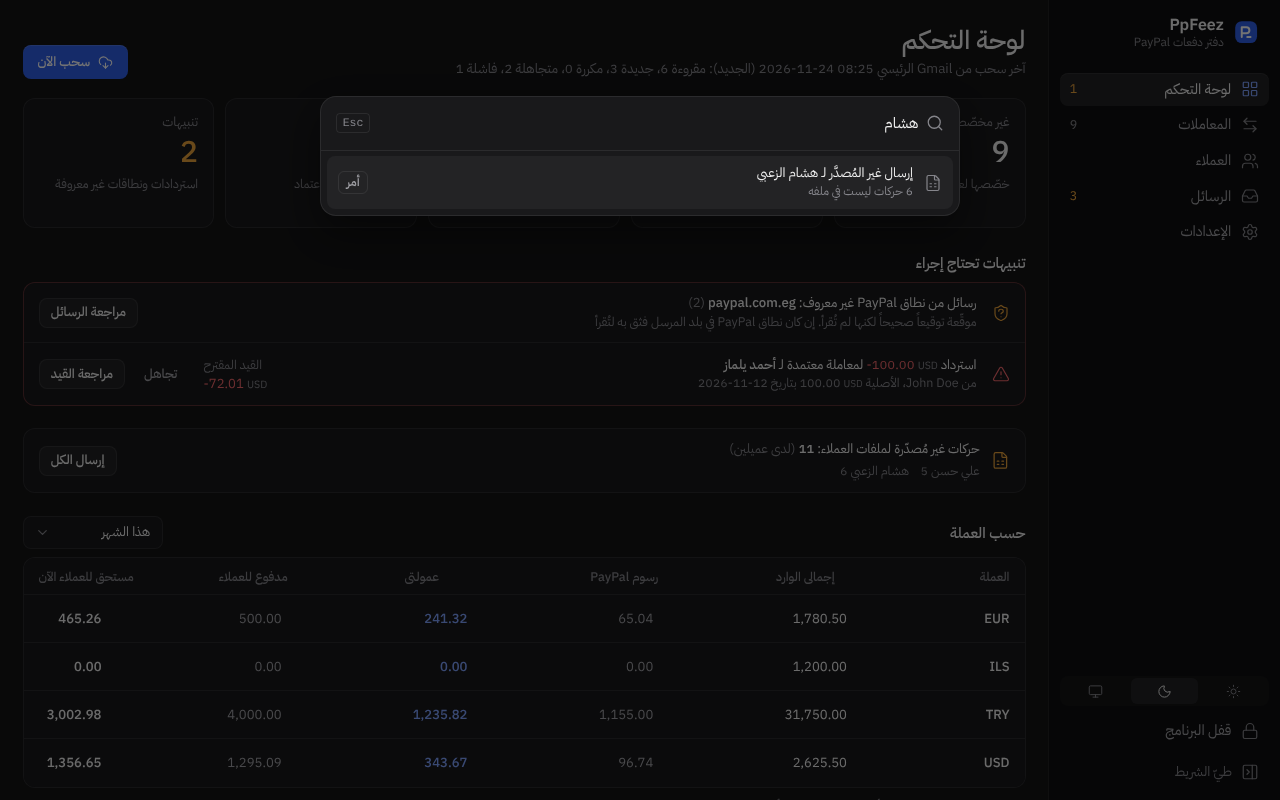 PpFeez
دفتر دفعات PayPal
لوحة التحكم
1
المعاملات
9
العملاء
الرسائل
3
الإعدادات
قفل البرنامج
طيّ الشريط
لوحة التحكم
آخر سحب من Gmail الرئيسي 08:25 24-11-2026 (الجديد): مقروءة 6، جديدة 3، مكررة 0، متجاهلة 2، فاشلة 1
سحب الآن
هشام
Esc
إرسال غير المُصدَّر لـ هشام الزعبي
6 حركات ليست في ملفه
أمر
غير مخصّص
9
خصّصها لع
عتماد
تنبيهات
2
استردادات ونطاقات غير معروفة
تنبيهات تحتاج إجراء
رسائل من نطاق PayPal غير معروف: paypal.com.eg (2)
موقّعة توقيعاً صحيحاً لكنها لم تُقرأ. إن كان نطاق PayPal في بلد المرسل فثق به لتُقرأ
مراجعة الرسائل
استرداد -100.00 USD لمعاملة معتمدة لـ أحمد يلماز
من John Doe، الأصلية 100.00 USD بتاريخ 2026-11-12
القيد المقترح
-72.01 USD
تجاهل
مراجعة القيد
حركات غير مُصدّرة لملفات العملاء: 11 (لدى عميلين)
علي حسن 5 هشام الزعبي 6
إرسال الكل
حسب العملة
هذا الشهر
العملة إجمالي الوارد رسوم PayPal عمولتي مدفوع للعملاء مستحق للعملاء الآن
EUR 1,780.50 65.04 241.32 500.00 465.26
ILS 1,200.00 0.00 0.00 0.00 0.00
TRY 31,750.00 1,155.00 1,235.82 4,000.00 3,002.98
USD 2,625.50 96.74 343.67 1,295.09 1,356.65